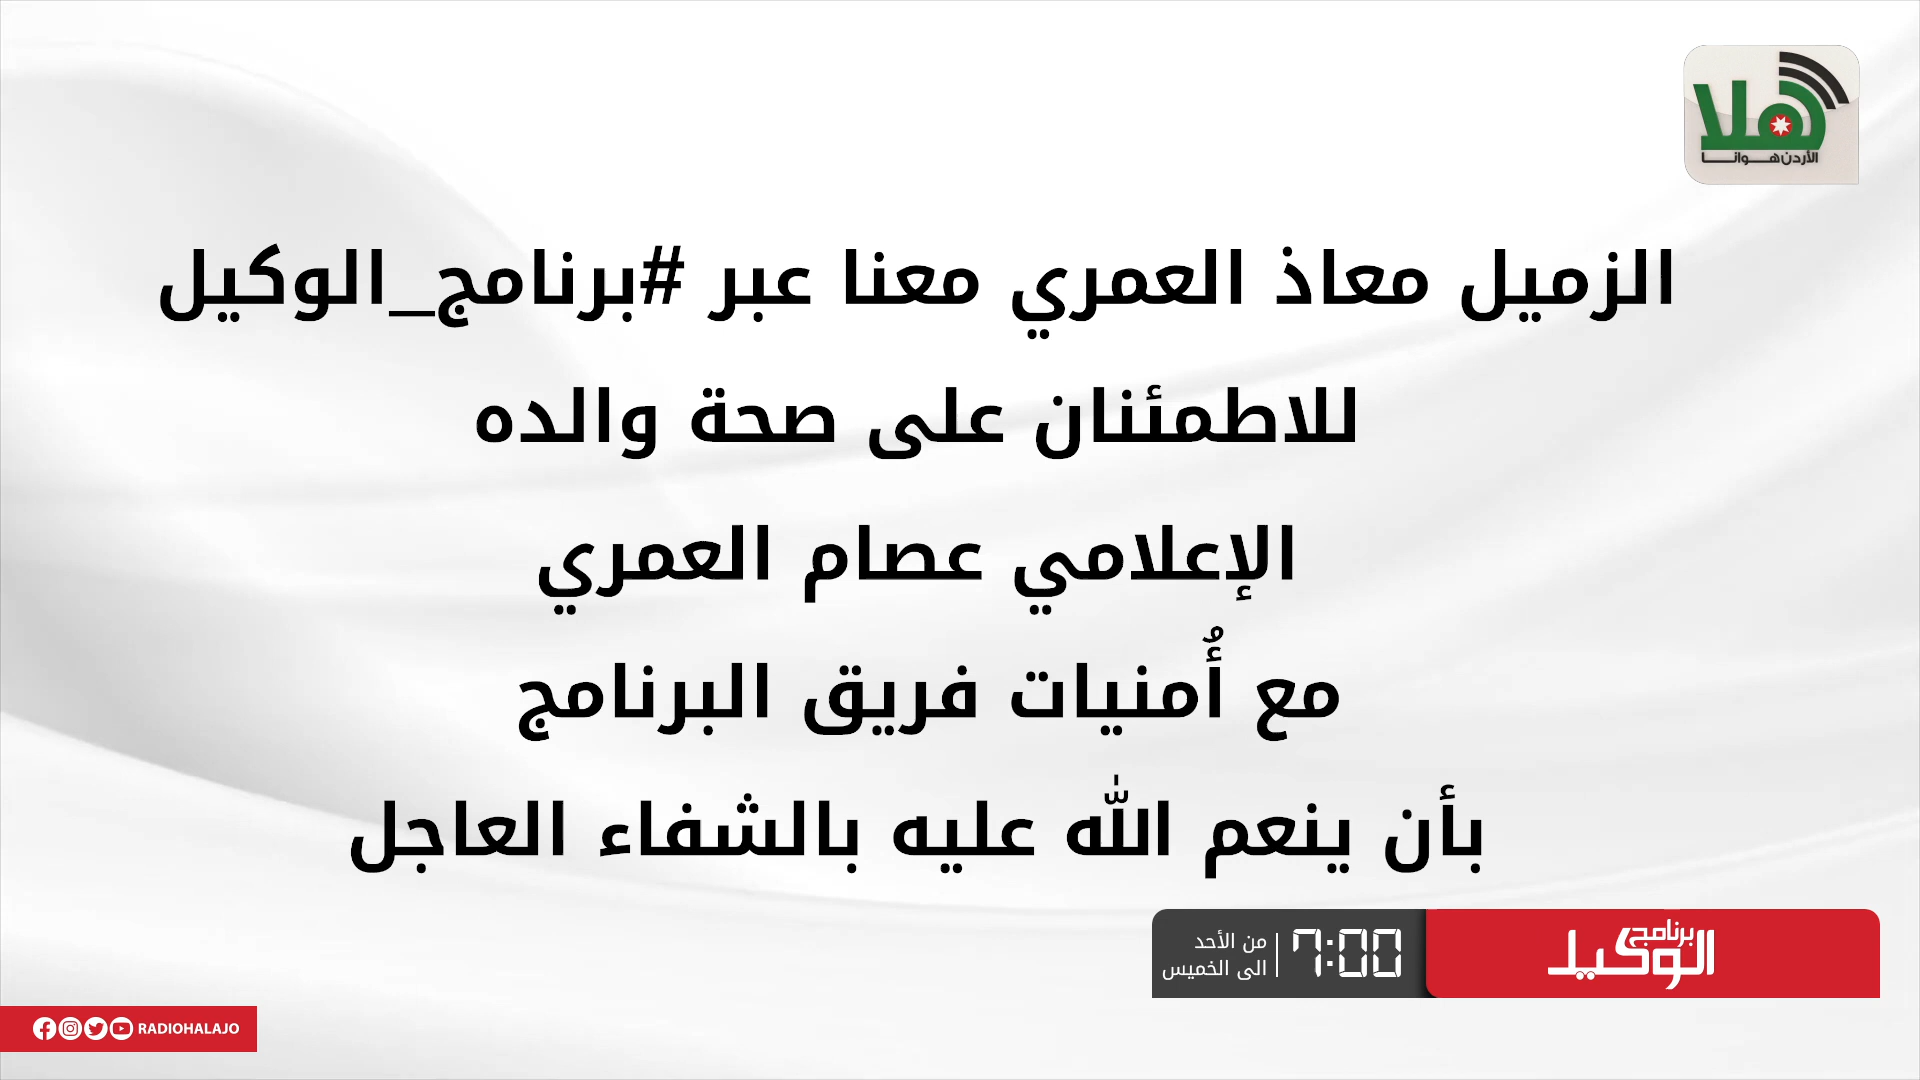 هلا
الأردن هوانا
الزميل معاذ العمري معنا عبر #برنامج_الوكيل
للاطمئنان على صحة والده
الإعلامي عصام العمري
مع أُمنيات فريق البرنامج
بأن ينعم الله عليه بالشفاء العاجل
برنامج
الوكيل
7:00
من الأحد
الى الخميس
RADIOHALAJO